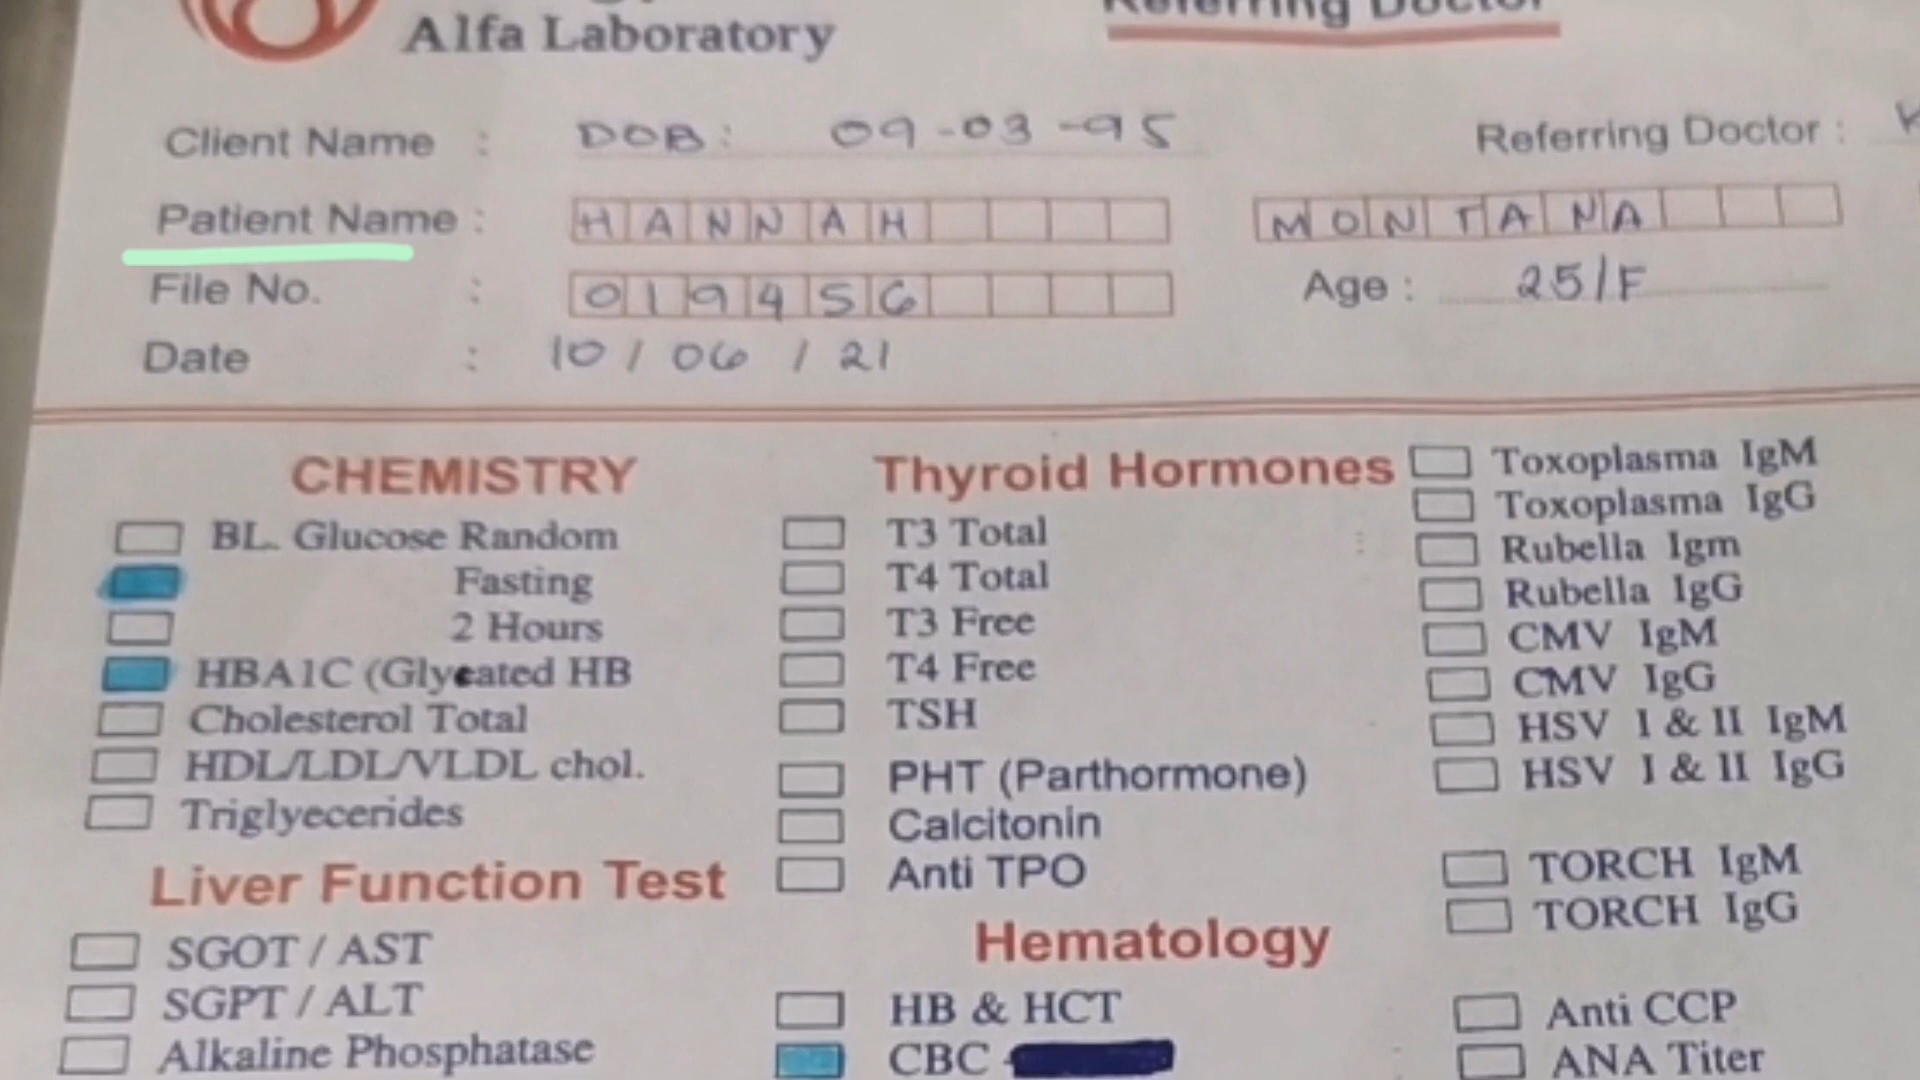 Alfa Laboratory
Referring Doctor
Client Name : DOB: 09-03-95
Referring Doctor :
Patient Name : HANNAH MONTANA
File No. : 019456
Age : 25/F
Date : 10/06/21
CHEMISTRY
BL. Glucose Random
Fasting
2 Hours
HBA1C (Glycated HB
Cholesterol Total
HDL/LDL/VLDL chol.
Triglyecerides
Liver Function Test
SGOT / AST
SGPT / ALT
Alkaline Phosphatase
Thyroid Hormones
T3 Total
T4 Total
T3 Free
T4 Free
TSH
PHT (Parthormone)
Calcitonin
Anti TPO
Hematology
HB & HCT
CBC
Toxoplasma IgM
Toxoplasma IgG
Rubella Igm
Rubella IgG
CMV IgM
CMV IgG
HSV I & II IgM
HSV I & II IgG
TORCH IgM
TORCH IgG
Anti CCP
ANA Titer